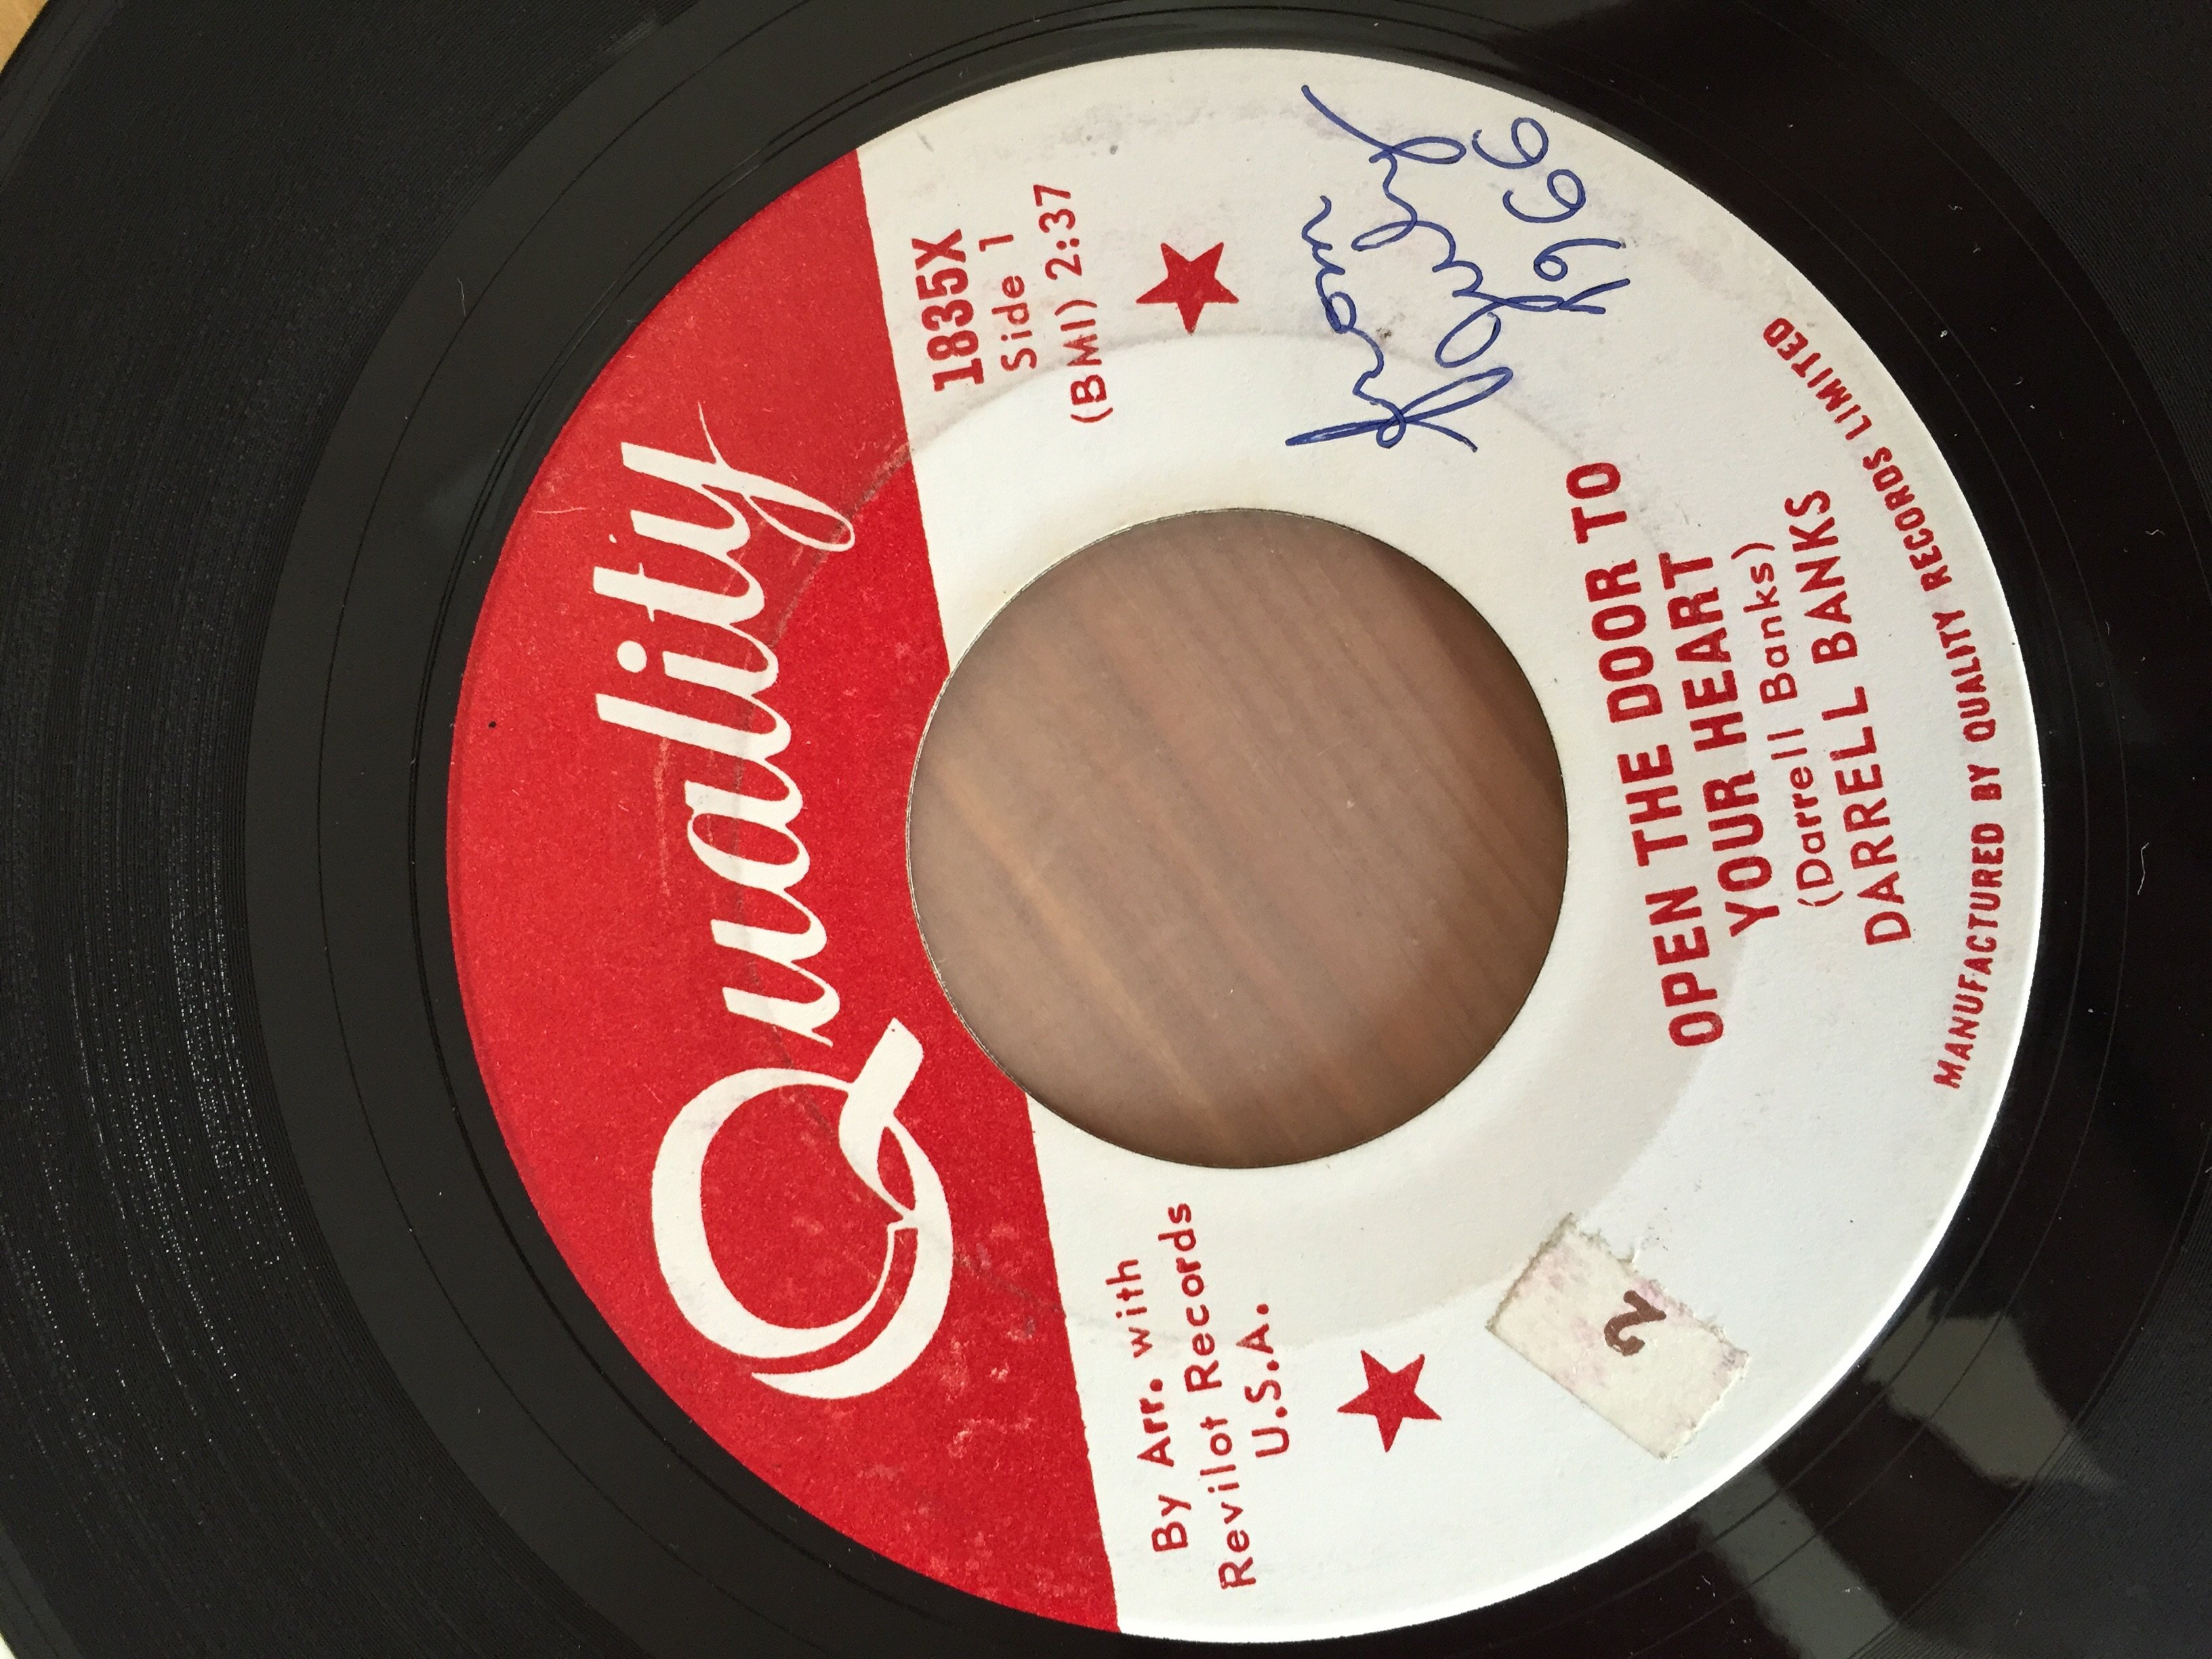 Quality
By Arr. with
Revilot Records
U.S.A.
1835X
Side 1
(BMI) 2:37
1966
2
OPEN THE DOOR TO
YOUR HEART
(Darrell Banks)
DARRELL BANKS
MANUFACTURED BY QUALITY RECORDS LIMITED